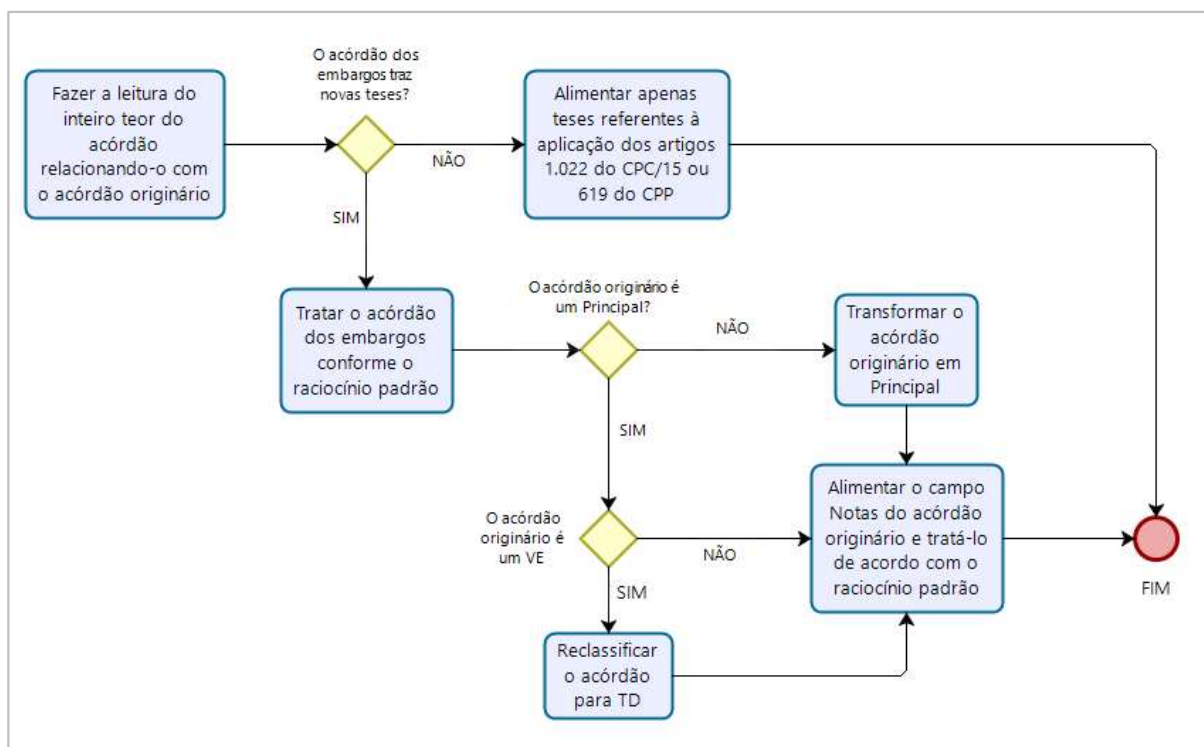 Fazer a leitura do
inteiro teor do
acórdão
relacionando-o com
o acórdão originário
O acórdão dos
embargos traz
novas teses?
NÃO
SIM
Alimentar apenas
teses referentes à
aplicação dos artigos
1.022 do CPC/15 ou
619 do CPP
Tratar o acórdão
dos embargos
conforme o
raciocínio padrão
O acórdão originário é
um Principal?
NÃO
SIM
Transformar o
acórdão
originário em
Principal
O acórdão
originário é
um VE
NÃO
SIM
Alimentar o campo
Notas do acórdão
originário e tratá-lo
de acordo com o
raciocínio padrão
FIM
Reclassificar
o acórdão
para TD